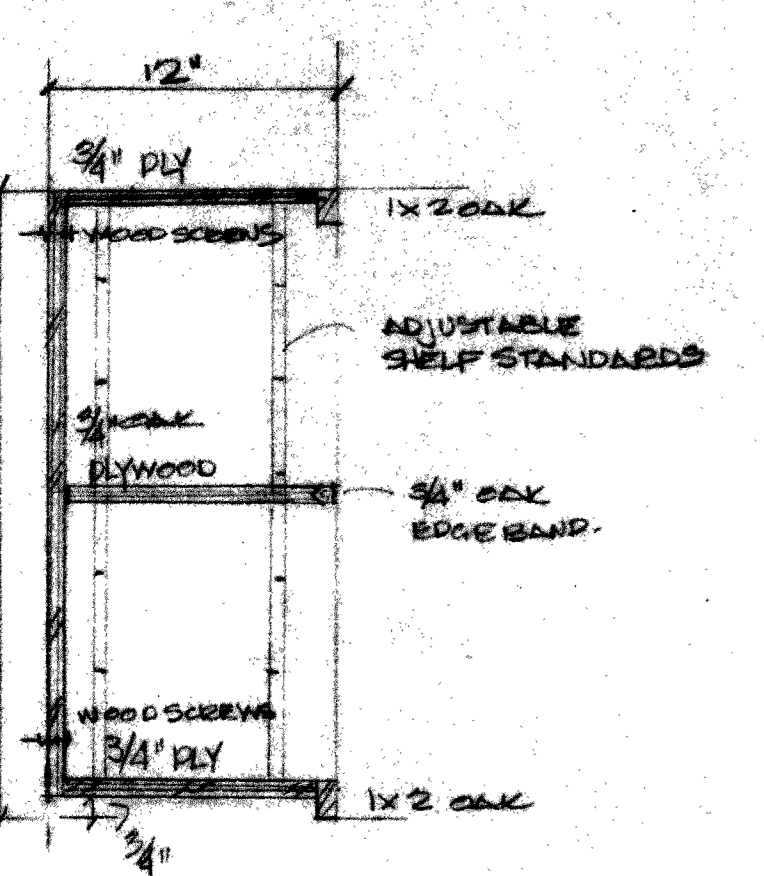 12"
3/4" PLY
1x2 OAK
WOOD SCREWS
ADJUSTABLE
SHELF STANDARDS
3/4" OAK
PLYWOOD
3/4" OAK
EDGE BAND.
WOOD SCREWS
3/4" PLY
1x2 OAK
3/4"